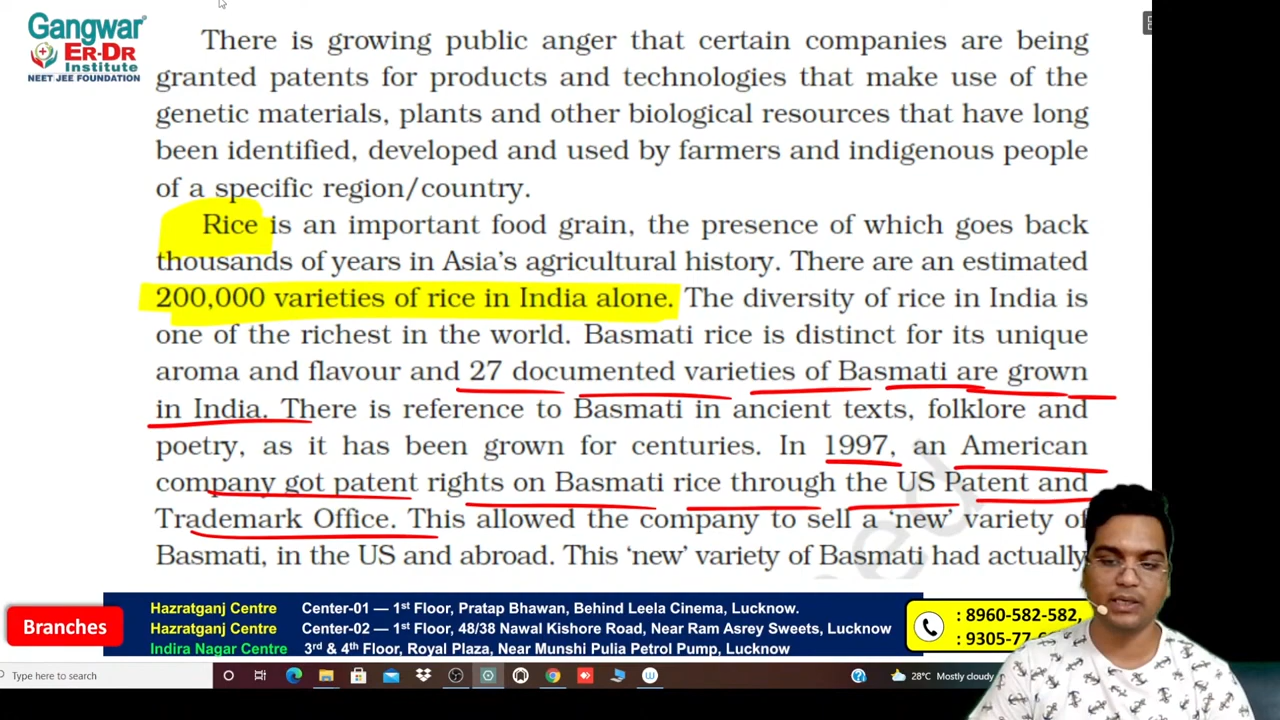 Gangwar
ER-DR
Institute
NEET JEE FOUNDATION
There is growing public anger that certain companies are being
granted patents for products and technologies that make use of the
genetic materials, plants and other biological resources that have long
been identified, developed and used by farmers and indigenous people
of a specific region/country.
Rice is an important food grain, the presence of which goes back
thousands of years in Asia's agricultural history. There are an estimated
200,000 varieties of rice in India alone. The diversity of rice in India is
one of the richest in the world. Basmati rice is distinct for its unique
aroma and flavour and 27 documented varieties of Basmati are grown
in India. There is reference to Basmati in ancient texts, folklore and
poetry, as it has been grown for centuries. In 1997, an American
company got patent rights on Basmati rice through the US Patent and
Trademark Office. This allowed the company to sell a ‘new’ variety of
Basmati, in the US and abroad. This ‘new’ variety of Basmati had actually
Branches
Hazratganj Centre Center-01 — 1st Floor, Pratap Bhawan, Behind Leela Cinema, Lucknow.
Hazratganj Centre Center-02 — 1st Floor, 48/38 Nawal Kishore Road, Near Ram Asrey Sweets, Lucknow
Indira Nagar Centre 3rd & 4th Floor, Royal Plaza, Near Munshi Pulia Petrol Pump, Lucknow
: 8960-582-582,
: 9305-77-
Type here to search
28°C Mostly cloudy